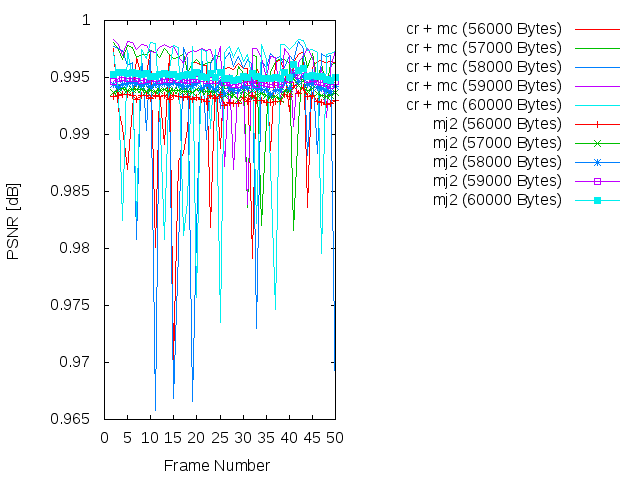 1
0.995
0.99
0.985
0.98
0.975
0.97
0.965
0 5 10 15 20 25 30 35 40 45 50
PSNR [dB]
Frame Number
cr + mc (56000 Bytes)
cr + mc (57000 Bytes)
cr + mc (58000 Bytes)
cr + mc (59000 Bytes)
cr + mc (60000 Bytes)
mj2 (56000 Bytes)
mj2 (57000 Bytes)
mj2 (58000 Bytes)
mj2 (59000 Bytes)
mj2 (60000 Bytes)